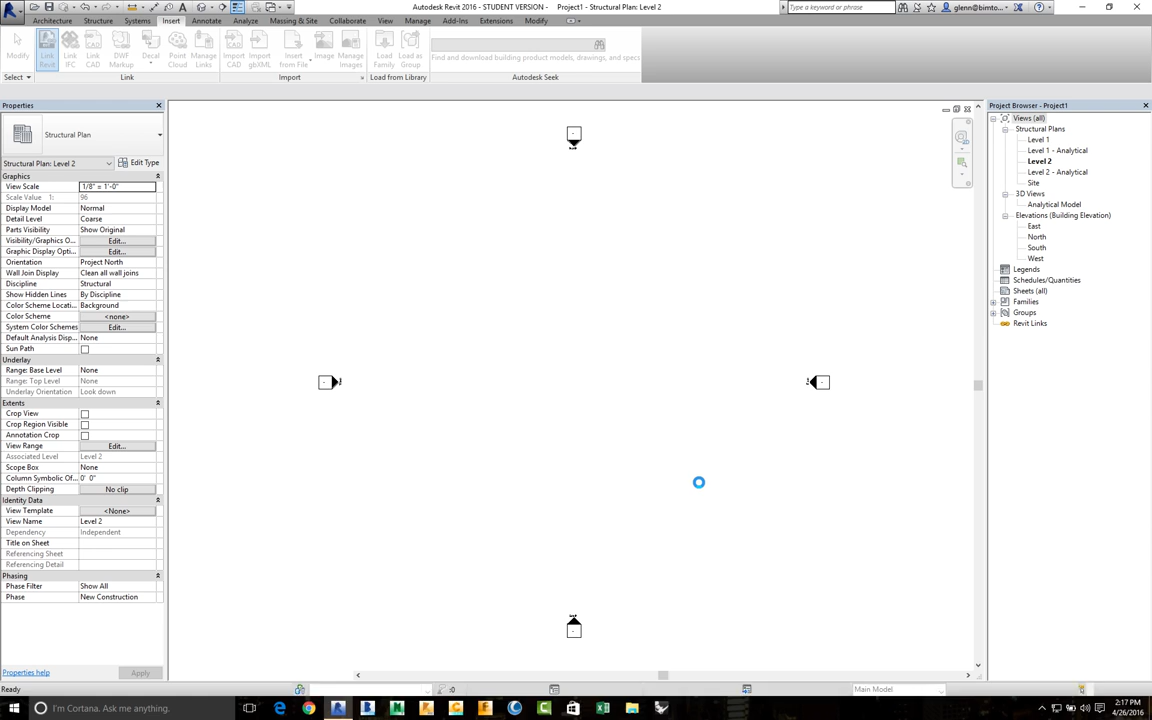 Autodesk Revit 2016 - STUDENT VERSION - Project1 - Structural Plan: Level 2
Type a keyword or phrase
glenn@bimto...
Architecture Structure Systems Insert Annotate Analyze Massing & Site Collaborate View Manage Add-Ins Extensions Modify
Modify
Link Revit
Link IFC
Link CAD
DWF Markup
Decal
Point Cloud
Manage Links
Import CAD
Import gbXML
Insert from File
Image
Manage Images
Load Family
Load as Group
Find and download building product models, drawings, and specs
Select Link Import Load from Library Autodesk Seek
Properties
Structural Plan
Structural Plan: Level 2 Edit Type
Graphics
View Scale 1/8" = 1'-0"
Scale Value 1: 96
Display Model Normal
Detail Level Coarse
Parts Visibility Show Original
Visibility/Graphics O... Edit...
Graphic Display Opti... Edit...
Orientation Project North
Wall Join Display Clean all wall joins
Discipline Structural
Show Hidden Lines By Discipline
Color Scheme Locati... Background
Color Scheme <none>
System Color Schemes Edit...
Default Analysis Disp... None
Sun Path
Underlay
Range: Base Level None
Range: Top Level None
Underlay Orientation Look down
Extents
Crop View
Crop Region Visible
Annotation Crop
View Range Edit...
Associated Level Level 2
Scope Box None
Column Symbolic Of... 0' 0"
Depth Clipping No clip
Identity Data
View Template <None>
View Name Level 2
Dependency Independent
Title on Sheet
Referencing Sheet
Referencing Detail
Phasing
Phase Filter Show All
Phase New Construction
Properties help Apply
Project Browser - Project1
Views (all)
Structural Plans
Level 1
Level 1 - Analytical
Level 2
Level 2 - Analytical
Site
3D Views
Analytical Model
Elevations (Building Elevation)
East
North
South
West
Legends
Schedules/Quantities
Sheets (all)
Families
Groups
Revit Links
Ready
:0
Main Model
I'm Cortana. Ask me anything.
2:17 PM
4/26/2016